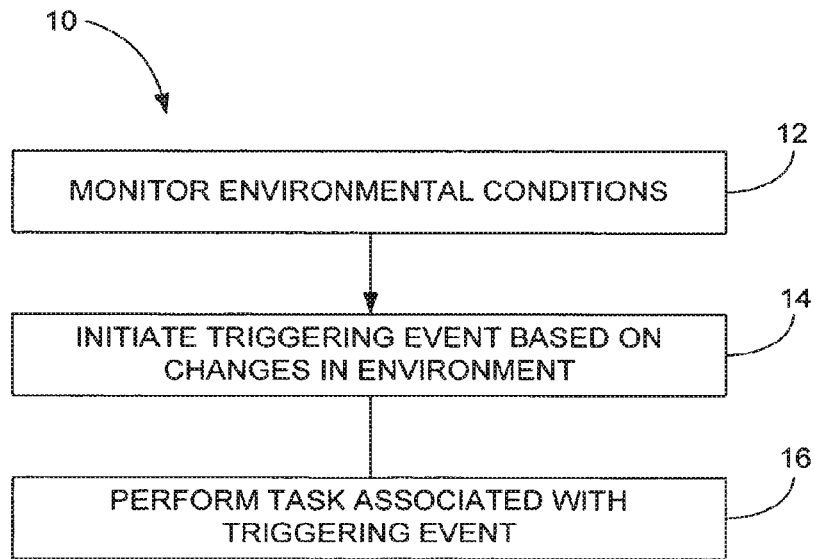 10
12
MONITOR ENVIRONMENTAL CONDITIONS
14
INITIATE TRIGGERING EVENT BASED ON
CHANGES IN ENVIRONMENT
16
PERFORM TASK ASSOCIATED WITH
TRIGGERING EVENT